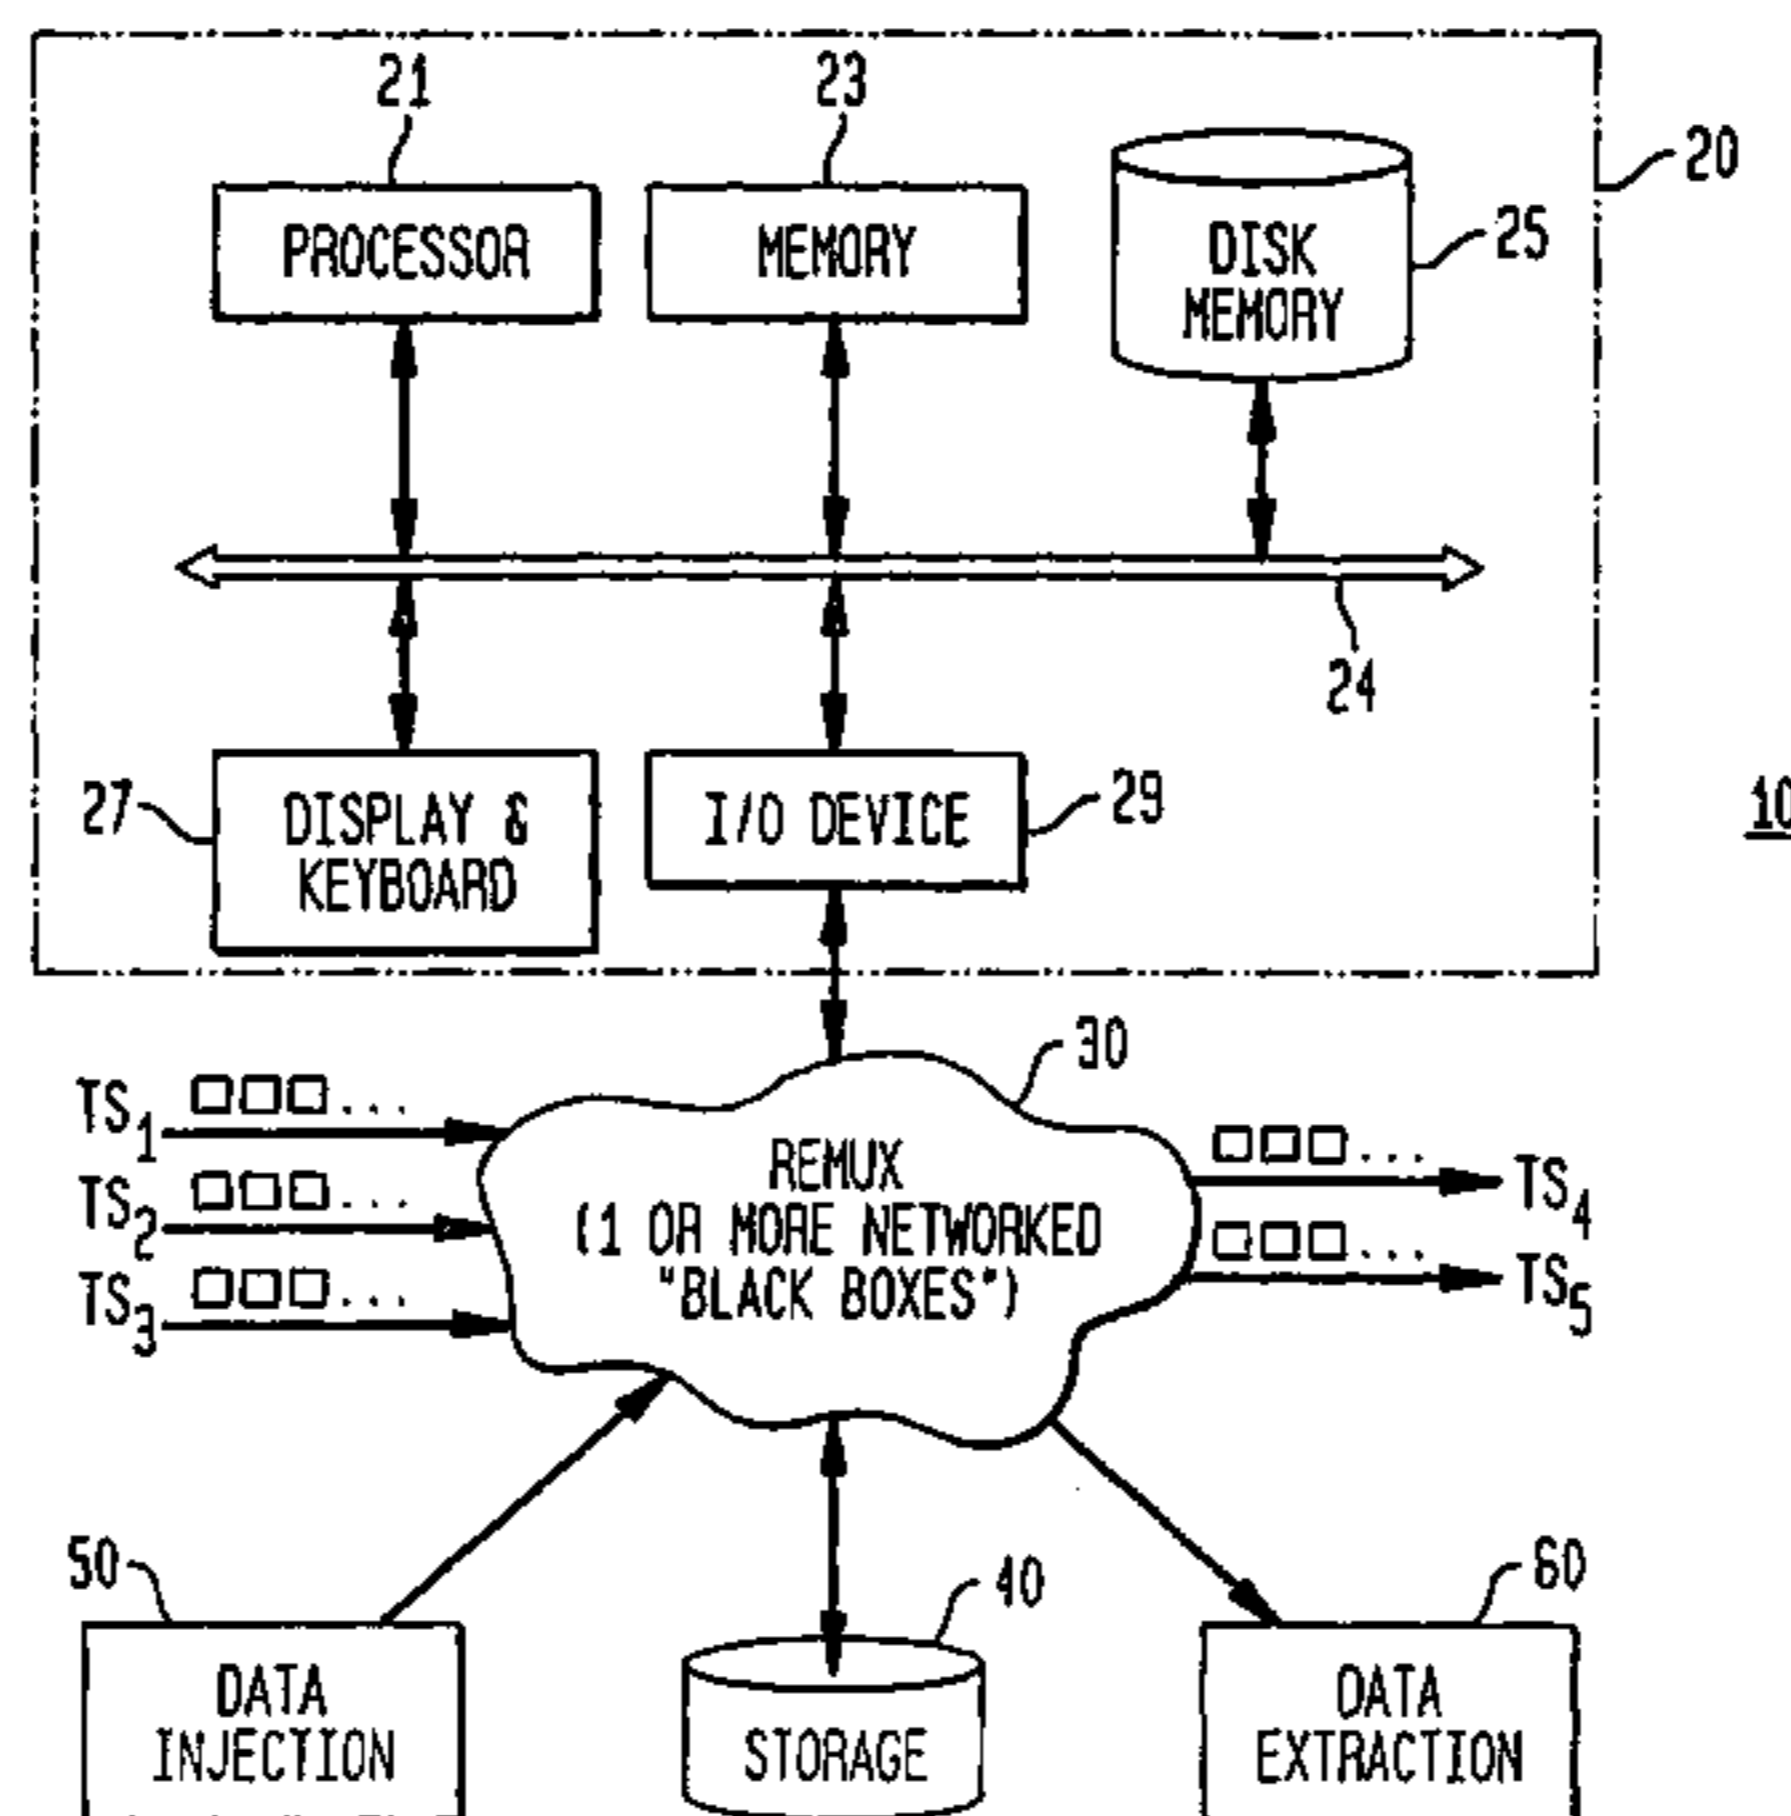 21
23
20
PROCESSOR
MEMORY
DISK
MEMORY
25
24
27
DISPLAY &
KEYBOARD
I/O DEVICE
29
10
30
TS1 ...
TS2 ...
TS3 ...
REMUX
(1 OR MORE NETWORKED
"BLACK BOXES")
... TS4
... TS5
50
40
60
DATA
INJECTION
STORAGE
DATA
EXTRACTION